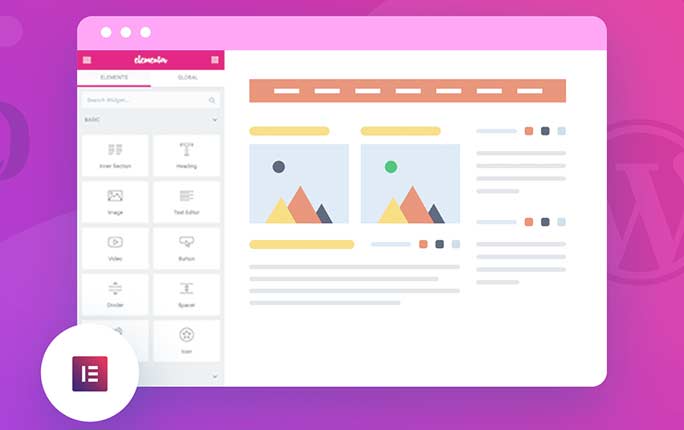 elementor
ELEMENTS GLOBAL
Search Widget...
BASIC
Inner Section Heading
Image Text Editor
Video Button
Divider Spacer
Icon